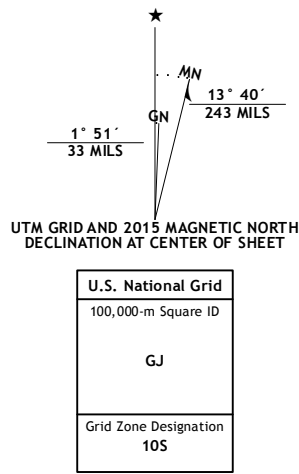 MN
GN
13° 40´
243 MILS
1° 51´
33 MILS
UTM GRID AND 2015 MAGNETIC NORTH
DECLINATION AT CENTER OF SHEET
U.S. National Grid
100,000-m Square ID
GJ
Grid Zone Designation
10S